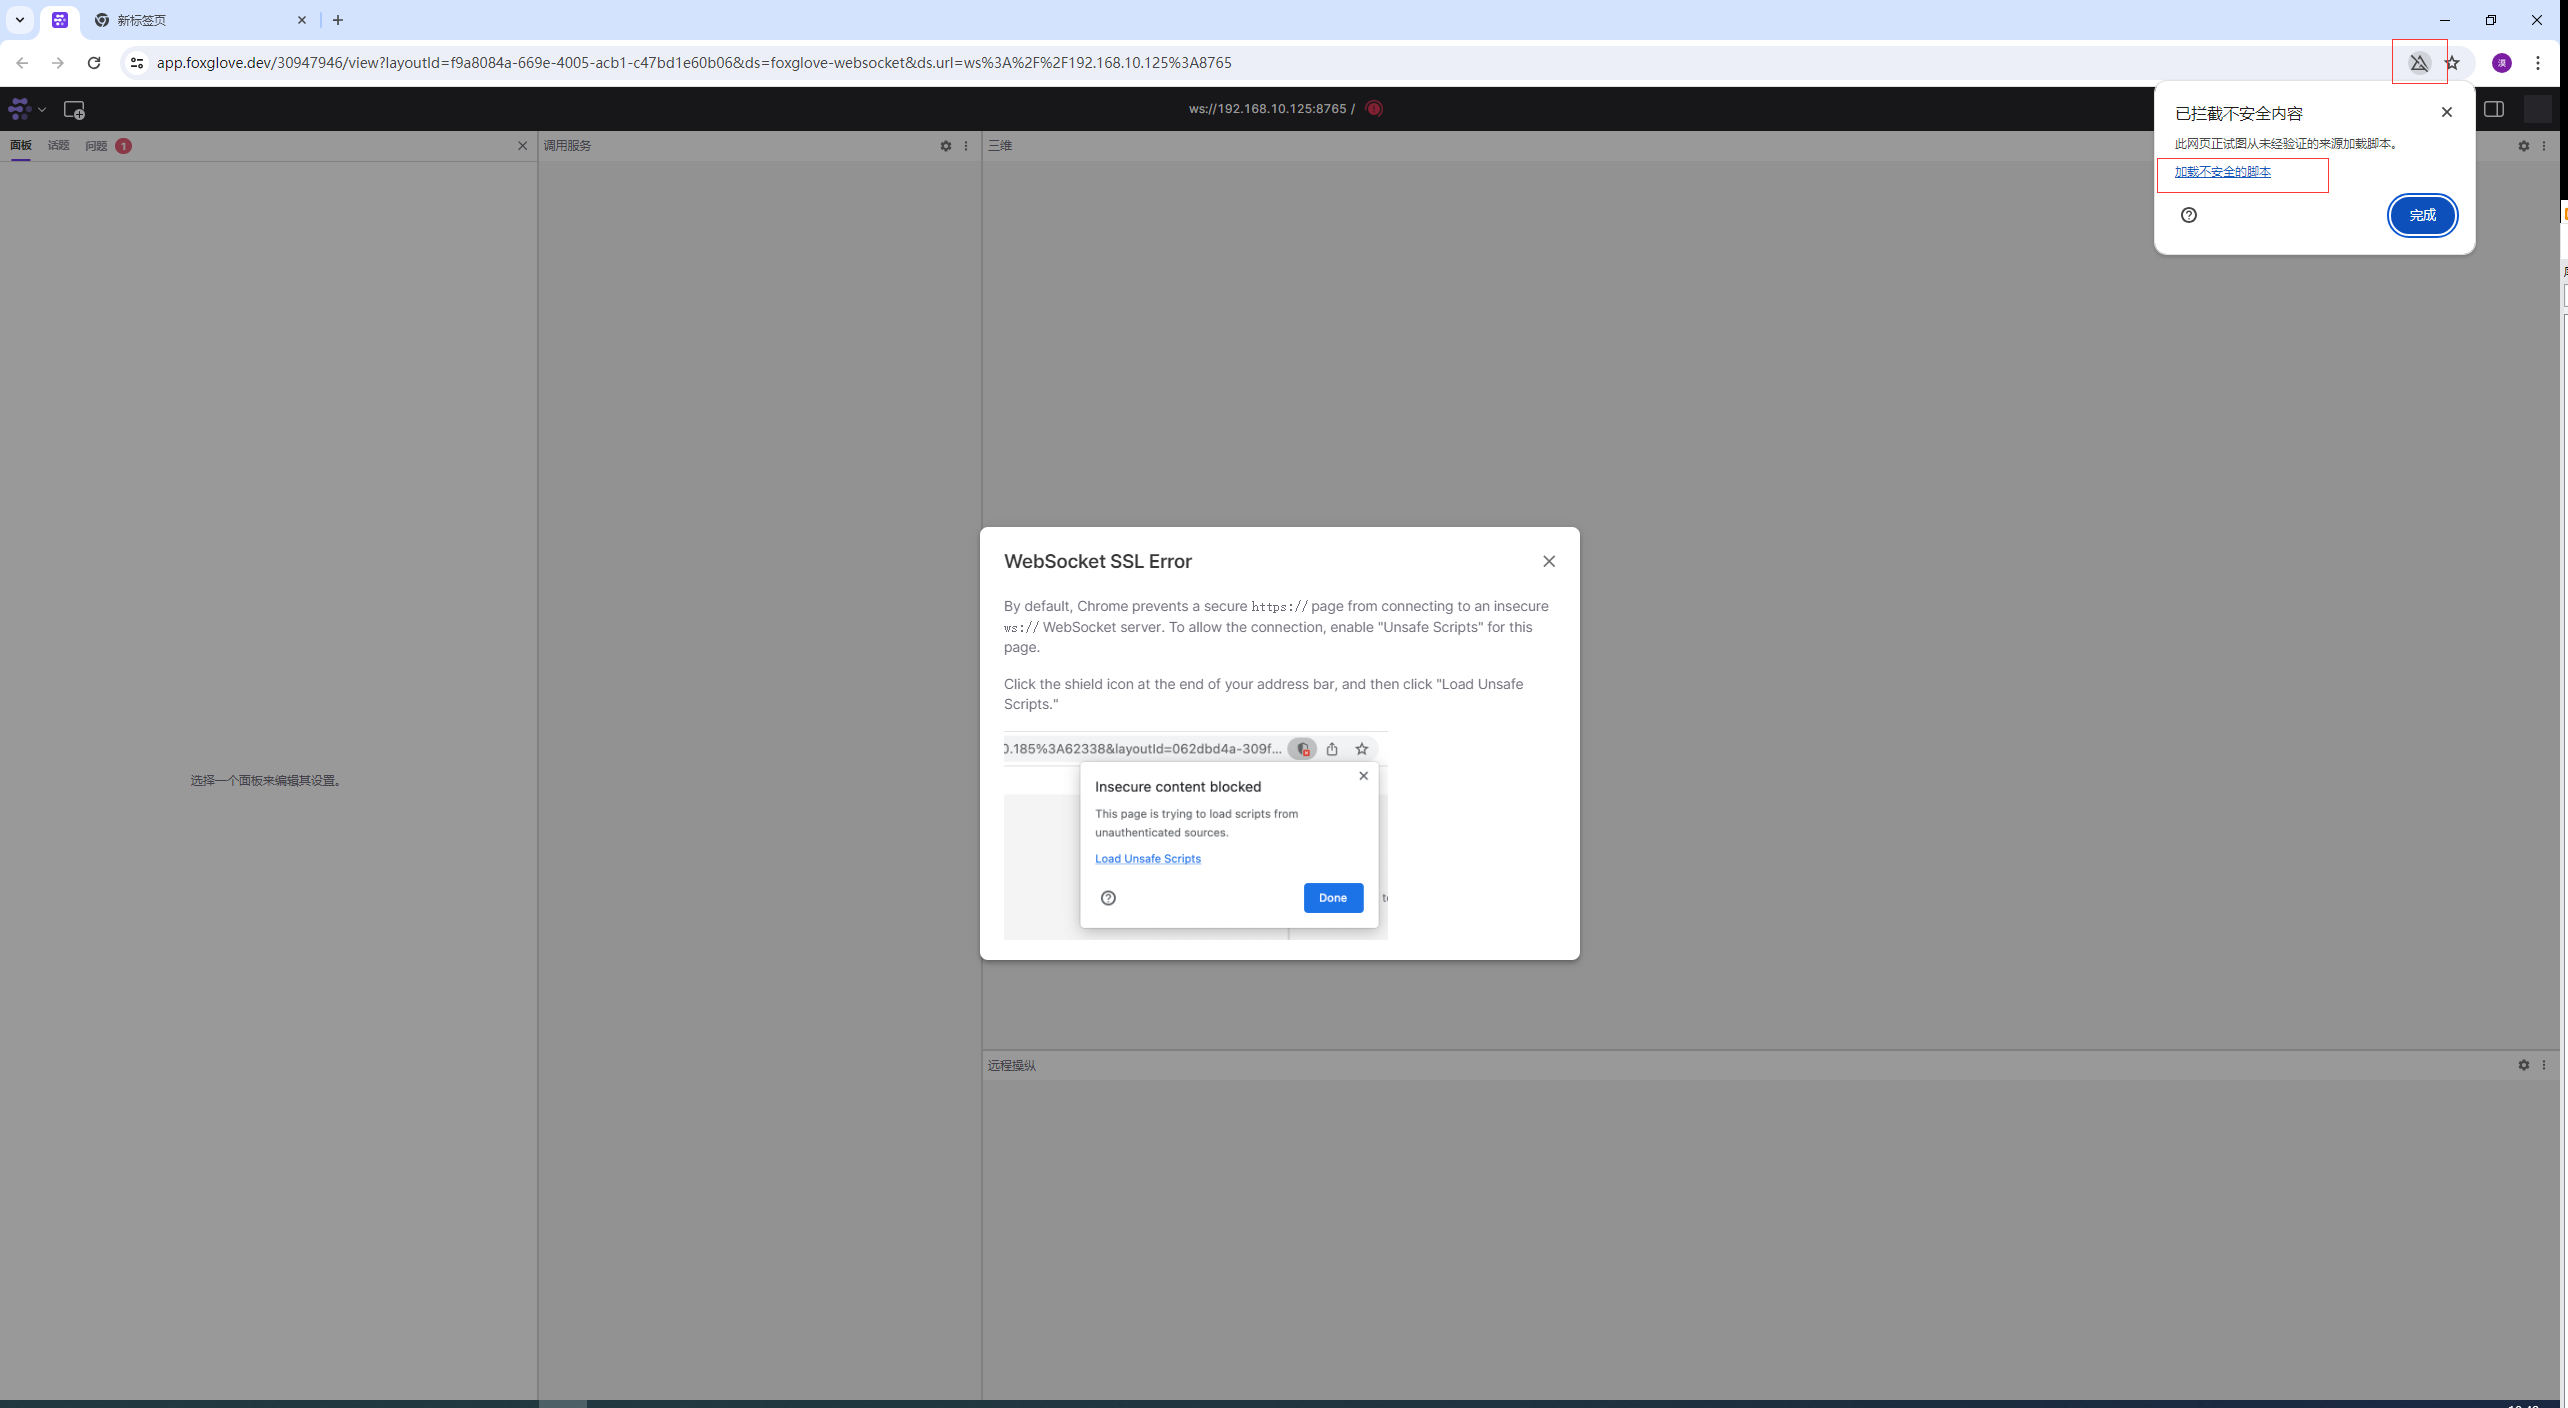 新标签页
app.foxglove.dev/30947946/view?layoutId=f9a8084a-669e-4005-acb1-c47bd1e60b06&ds=foxglove-websocket&ds.url=ws%3A%2F%2F192.168.10.125%3A8765
漠
ws://192.168.10.125:8765 /
面板 话题 问题 1
调用服务
三维
已拦截不安全内容
此网页正试图从未经验证的来源加载脚本。
加载不安全的脚本
完成
WebSocket SSL Error
By default, Chrome prevents a secure https:// page from connecting to an insecure
ws:// WebSocket server. To allow the connection, enable "Unsafe Scripts" for this
page.
Click the shield icon at the end of your address bar, and then click "Load Unsafe
Scripts."
0.185%3A62338&layoutId=062dbd4a-309f...
Insecure content blocked
This page is trying to load scripts from
unauthenticated sources.
Load Unsafe Scripts
Done
选择一个面板来编辑其设置。
远程操纵